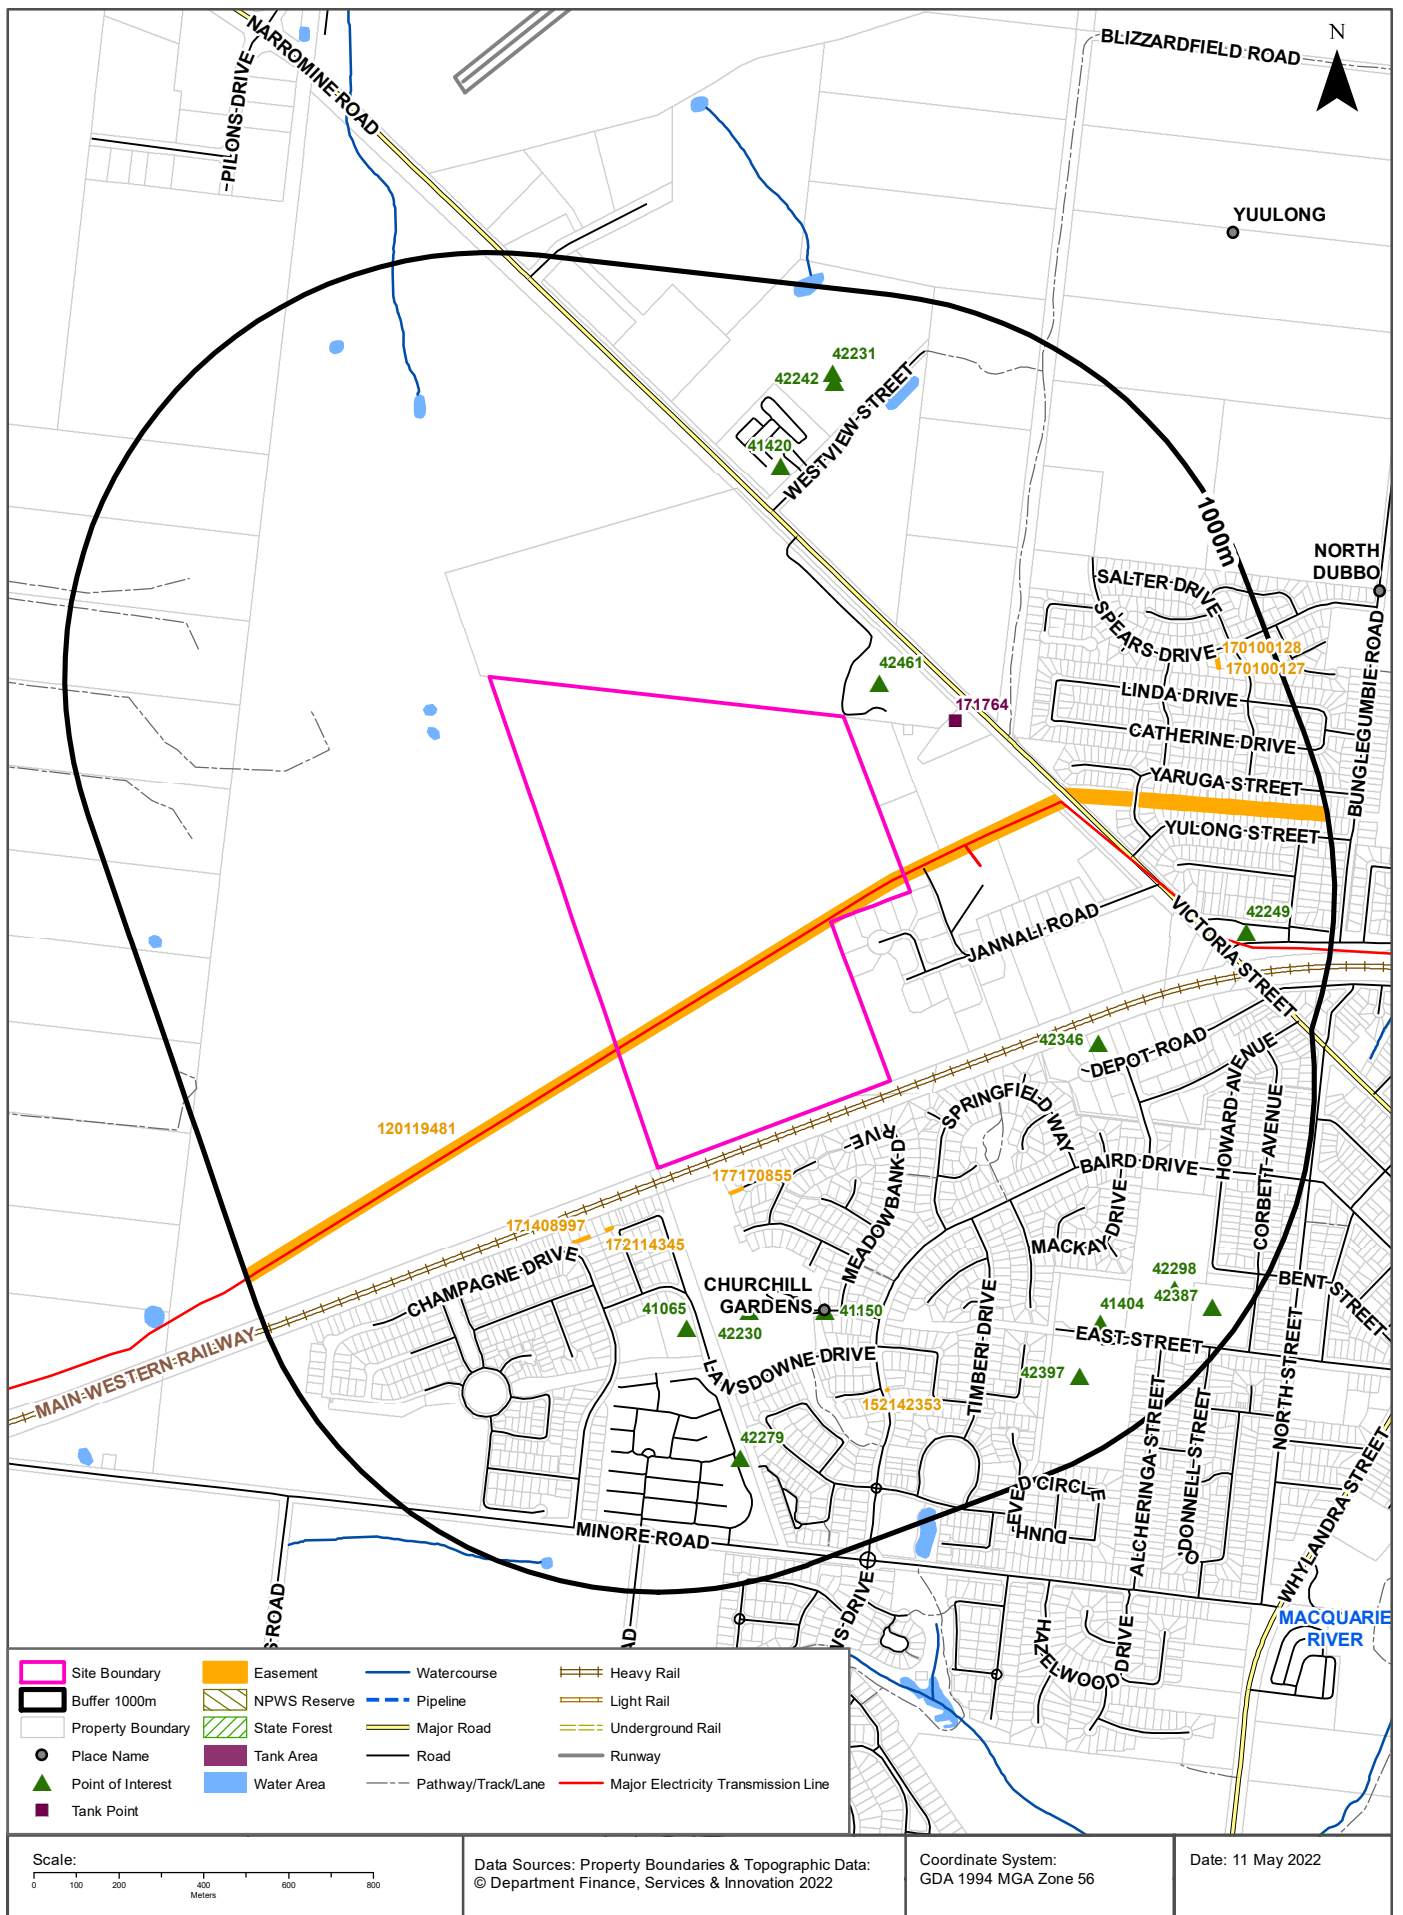 NARROMINE ROAD
PILONS DRIVE
BLIZZARDFIELD ROAD
N
YUULONG
42231
42242
WESTVIEW STREET
41420
1000m
NORTH
DUBBO
SALTER DRIVE
SPEARS DRIVE
170100128
170100127
42461
LINDA DRIVE
171764
CATHERINE DRIVE
BUNGLEGUMBIE ROAD
YARUGA STREET
YULONG STREET
JANNALI ROAD
VICTORIA STREET
42249
42346
DEPOT ROAD
SPRINGFIELD WAY
HOWARD AVENUE
CORBETT AVENUE
120119481
MEADOWBANK D
RIVE
BAIRD DRIVE
177170855
171408997
172114345
MACKAY DRIVE
CHAMPAGNE DRIVE
CHURCHILL
GARDENS
41065
42230
41150
42298
42387
41404
BENT STREET
EAST STREET
MAIN WESTERN RAILWAY
LANSDOWNE DRIVE
TIMBERI DRIVE
42397
152142353
NORTH STREET
42279
ALCHERINGA STREET
ODONNELL STREET
WHYLANDRA STREET
DUNHEVED CIRCLE
MINORE ROAD
S ROAD
AD
WS DRIVE
HAZELWOOD DRIVE
MACQUARIE
RIVER
Site Boundary
Easement
Watercourse
Heavy Rail
Buffer 1000m
NPWS Reserve
Pipeline
Light Rail
Property Boundary
State Forest
Major Road
Underground Rail
Place Name
Tank Area
Road
Runway
Point of Interest
Water Area
Pathway/Track/Lane
Major Electricity Transmission Line
Tank Point
Scale:
0 100 200 400 600 800
Meters
Data Sources: Property Boundaries & Topographic Data:
© Department Finance, Services & Innovation 2022
Coordinate System:
GDA 1994 MGA Zone 56
Date: 11 May 2022